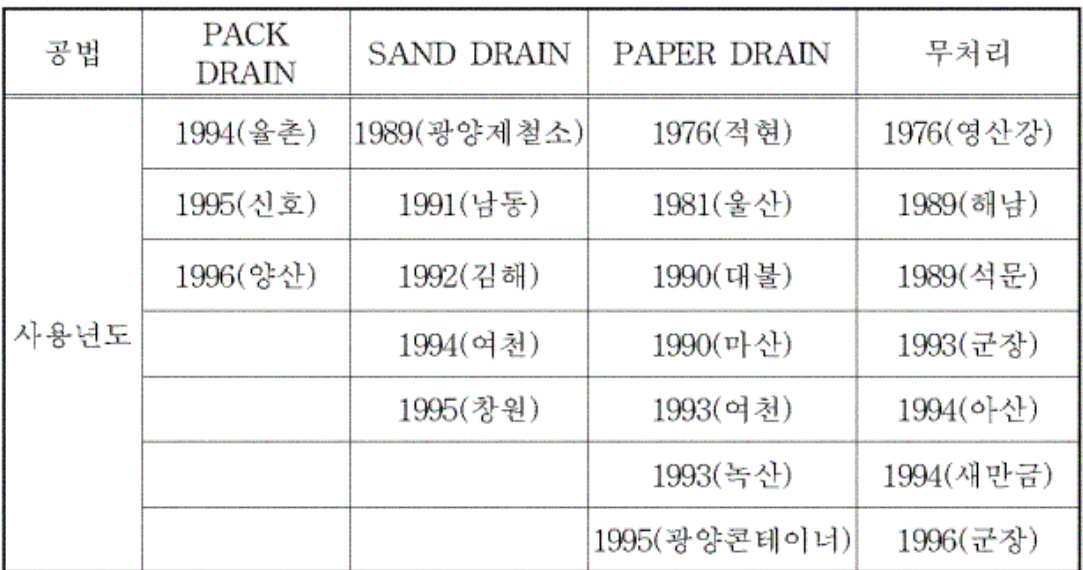 공법 PACK DRAIN SAND DRAIN PAPER DRAIN 무처리
사용년도
1994(율촌) 1989(광양제철소) 1976(적현) 1976(영산강)
1995(신호) 1991(남동) 1981(울산) 1989(해남)
1996(양산) 1992(김해) 1990(대불) 1989(석문)
1994(여천) 1990(마산) 1993(군장)
1995(창원) 1993(여천) 1994(아산)
1993(녹산) 1994(새만금)
1995(광양콘테이너) 1996(군장)